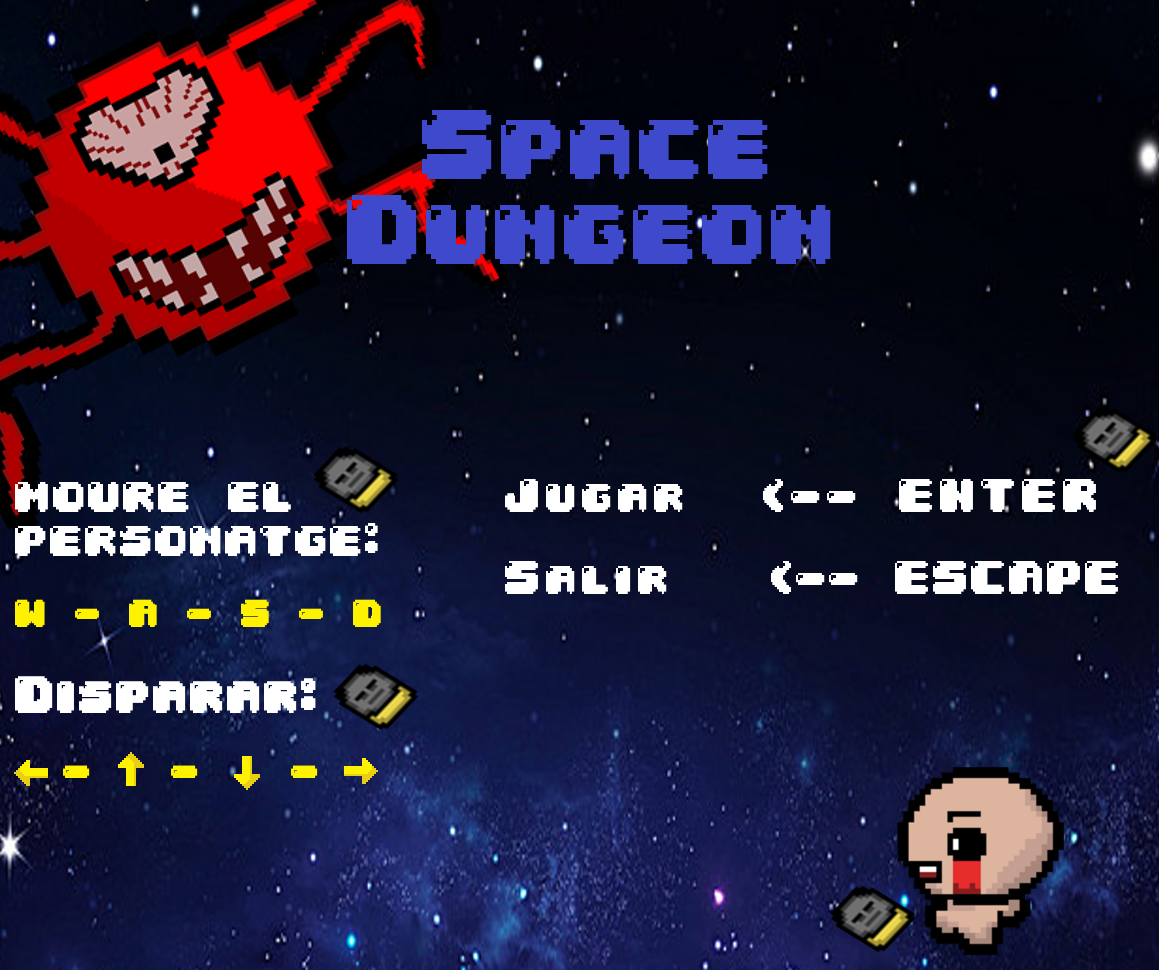 SPACE
DUNGEON
MOURE EL
PERSONATGE:
W - A - S - D
DISPARAR:
← - ↑ - ↓ - →
JUGAR <-- ENTER
SALIR <-- ESCAPE